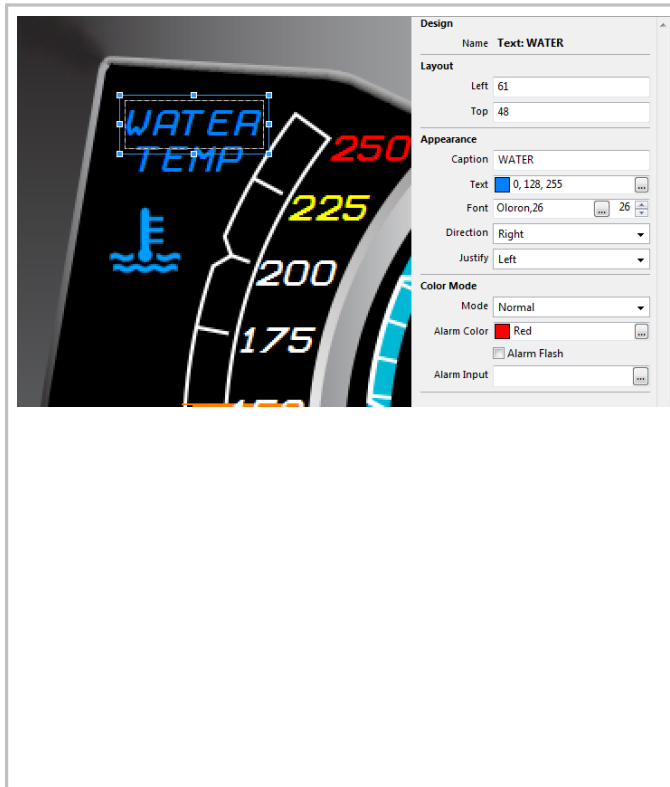 WATER
TEMP
250
225
200
175
150
Design
Name Text: WATER
Layout
Left 61
Top 48
Appearance
Caption WATER
Text 0, 128, 255 ...
Font Oloron,26 ... 26
Direction Right
Justify Left
Color Mode
Mode Normal
Alarm Color Red ...
Alarm Flash
Alarm Input ...